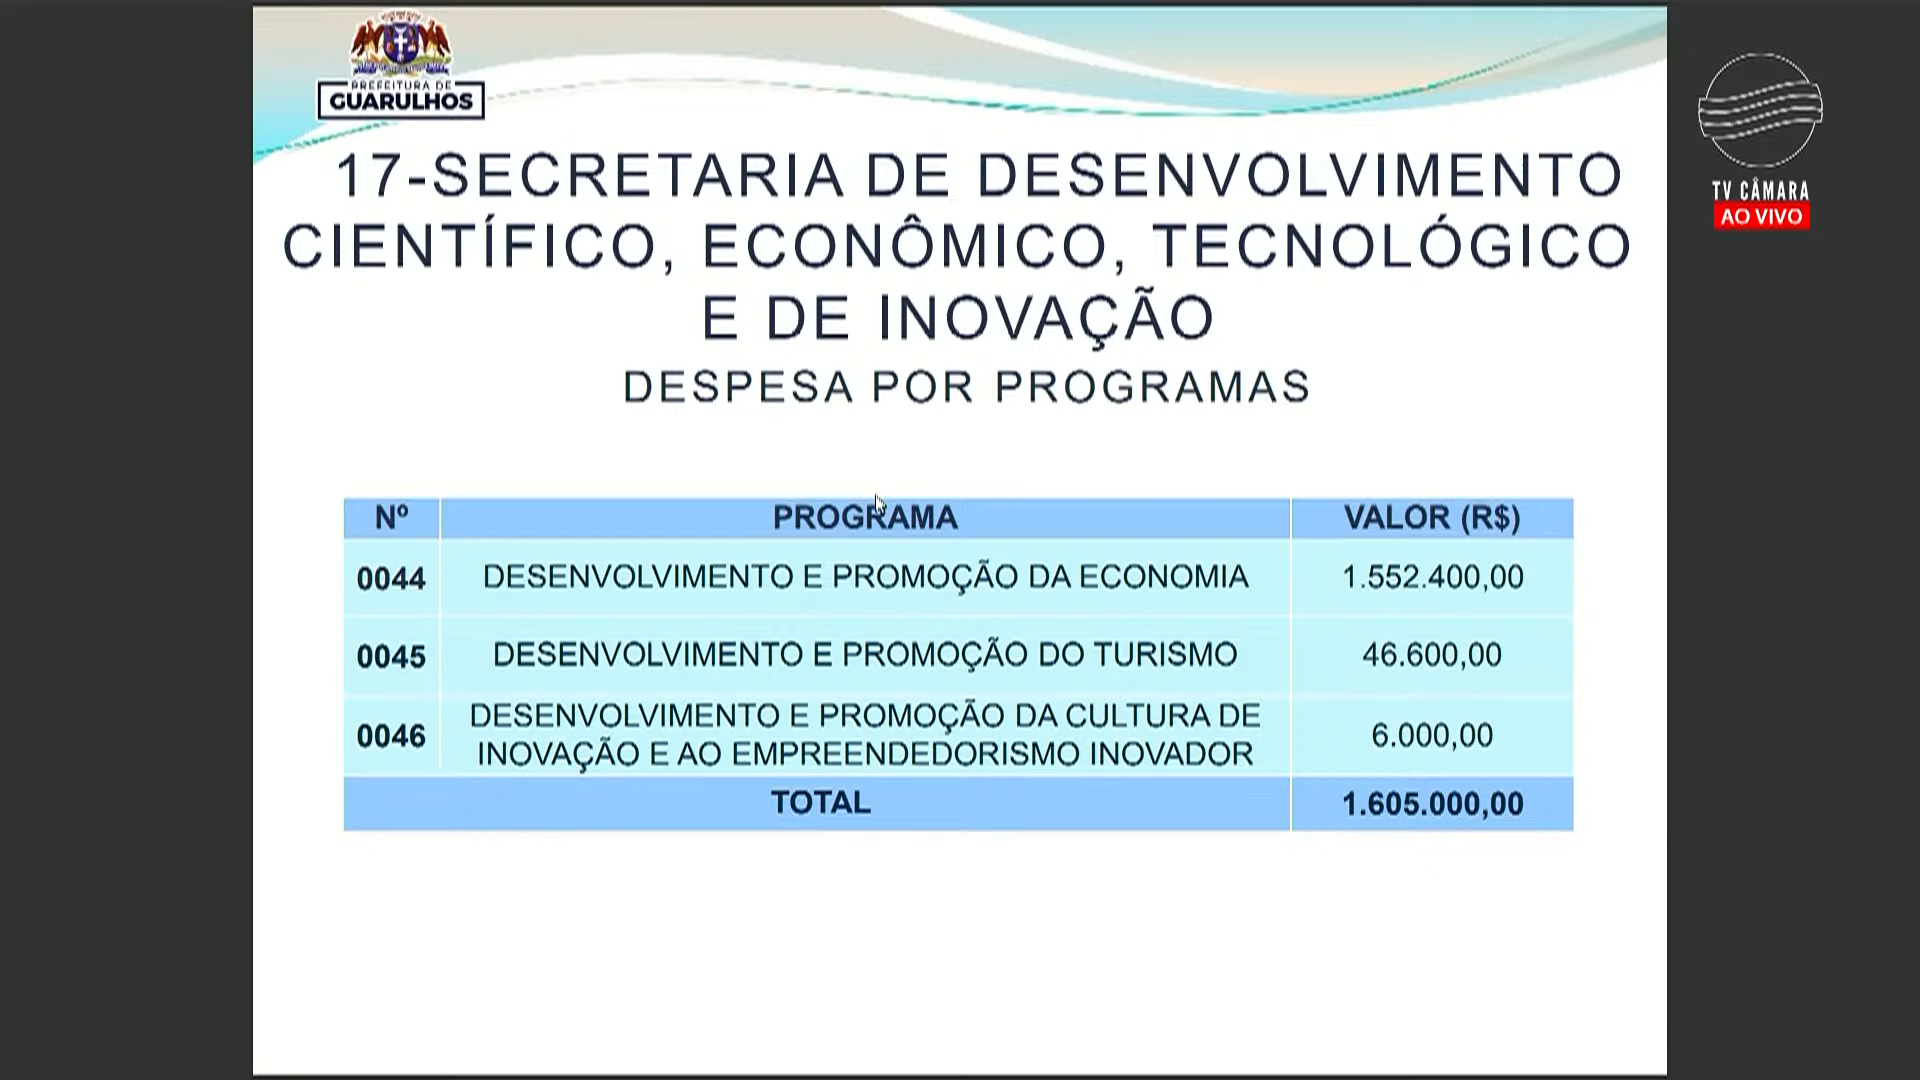 PREFEITURA DE
GUARULHOS
TV CÂMARA
AO VIVO
17-SECRETARIA DE DESENVOLVIMENTO
CIENTÍFICO, ECONÔMICO, TECNOLÓGICO
E DE INOVAÇÃO
DESPESA POR PROGRAMAS
Nº PROGRAMA VALOR (R$)
0044 DESENVOLVIMENTO E PROMOÇÃO DA ECONOMIA 1.552.400,00
0045 DESENVOLVIMENTO E PROMOÇÃO DO TURISMO 46.600,00
0046 DESENVOLVIMENTO E PROMOÇÃO DA CULTURA DE
INOVAÇÃO E AO EMPREENDEDORISMO INOVADOR 6.000,00
TOTAL 1.605.000,00